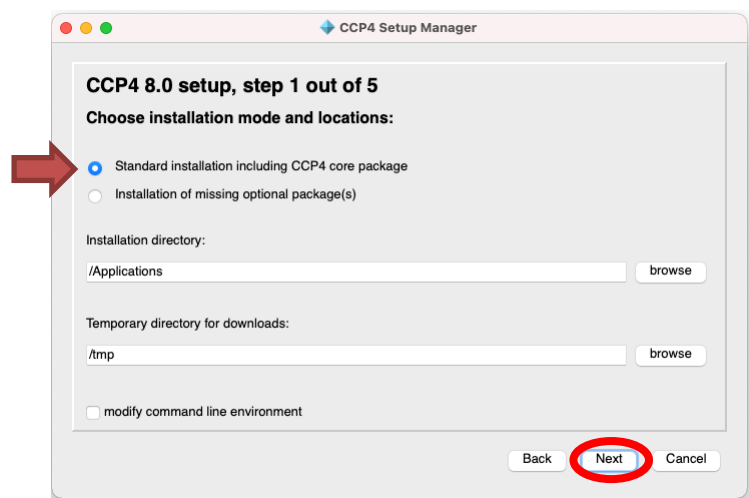 CCP4 Setup Manager
CCP4 8.0 setup, step 1 out of 5
Choose installation mode and locations:
Standard installation including CCP4 core package
Installation of missing optional package(s)
Installation directory:
/Applications browse
Temporary directory for downloads:
/tmp browse
modify command line environment
Back Next Cancel